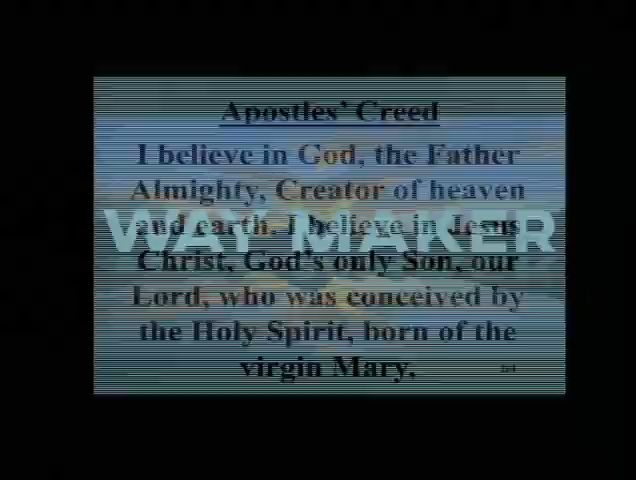 Apostles' Creed
I believe in God, the Father
Almighty, Creator of heaven
WAY MAKER
and earth. I believe in Jesus
Christ, God's only Son, our
Lord, who was conceived by
the Holy Spirit, born of the
virgin Mary,